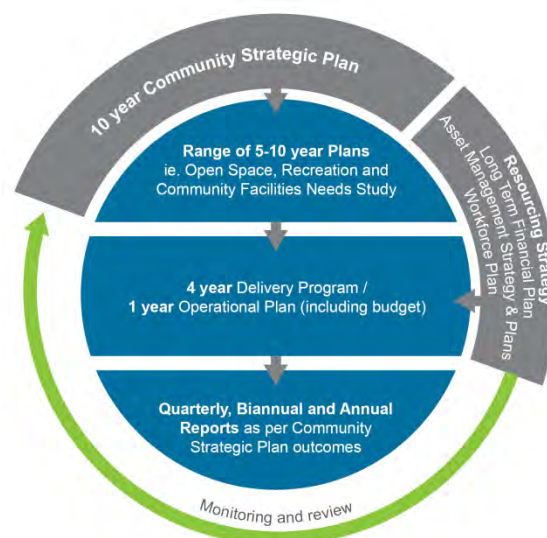 10 year Community Strategic Plan
Range of 5-10 year Plans
ie. Open Space, Recreation and
Community Facilities Needs Study
Resourcing Strategy
Long Term Financial Plan
Asset Management Strategy & Plans
Workforce Plan
4 year Delivery Program /
1 year Operational Plan (including budget)
Quarterly, Biannual and Annual
Reports as per Community
Strategic Plan outcomes
Monitoring and review